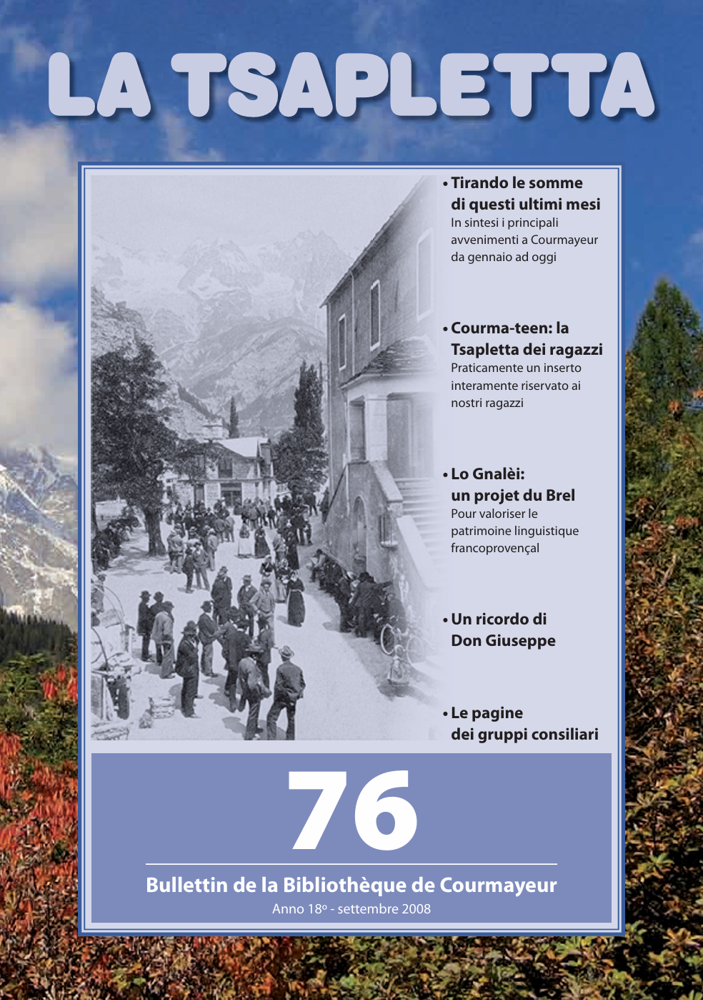 LA TSAPLETTA
• Tirando le somme
di questi ultimi mesi
In sintesi i principali
avvenimenti a Courmayeur
da gennaio ad oggi
• Courma-teen: la
Tsapletta dei ragazzi
Praticamente un inserto
interamente riservato ai
nostri ragazzi
• Lo Gnalèi:
un projet du Brel
Pour valoriser le
patrimoine linguistique
francoprovençal
• Un ricordo di
Don Giuseppe
• Le pagine
dei gruppi consiliari
76
Bullettin de la Bibliothèque de Courmayeur
Anno 18º - settembre 2008